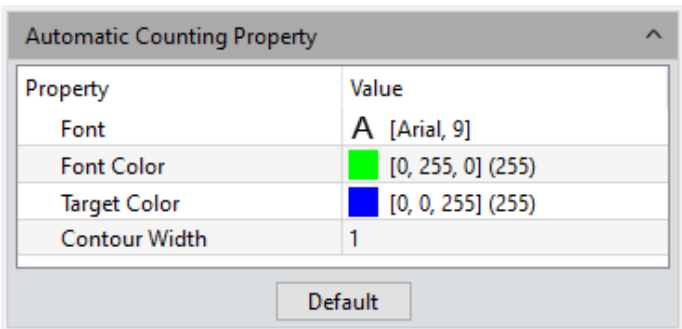 Automatic Counting Property
Property Value
Font A [Arial, 9]
Font Color [0, 255, 0] (255)
Target Color [0, 0, 255] (255)
Contour Width 1
Default